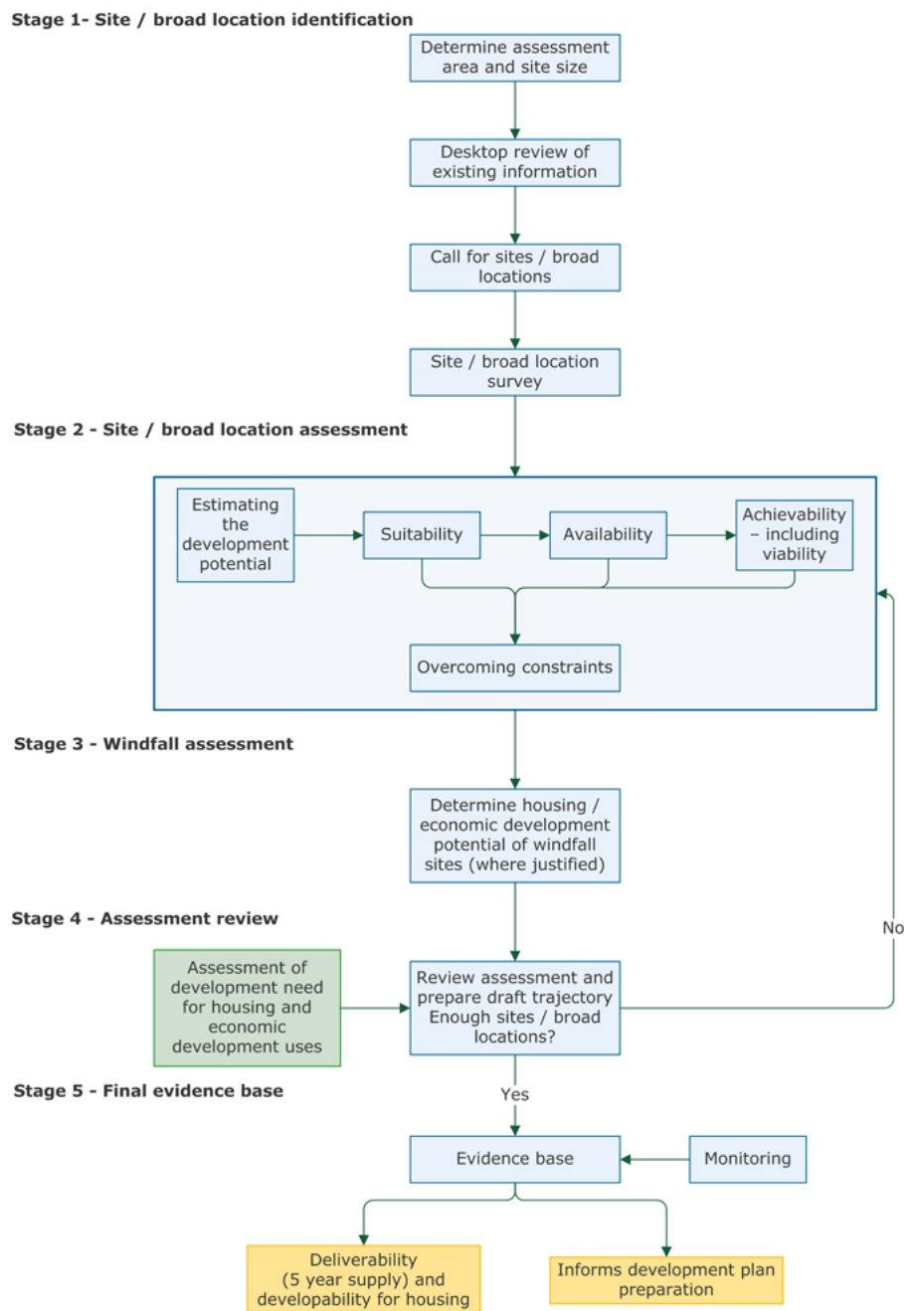 Stage 1- Site / broad location identification
Determine assessment
area and site size
Desktop review of
existing information
Call for sites / broad
locations
Site / broad location
survey
Stage 2 - Site / broad location assessment
Estimating
the
development
potential
Suitability
Availability
Achievability
– including
viability
Overcoming constraints
Stage 3 - Windfall assessment
Determine housing /
economic development
potential of windfall
sites (where justified)
Stage 4 - Assessment review
No
Assessment of
development need
for housing and
economic
development uses
Review assessment and
prepare draft trajectory
Enough sites / broad
locations?
Stage 5 - Final evidence base
Yes
Evidence base
Monitoring
Deliverability
(5 year supply) and
developability for housing
Informs development plan
preparation